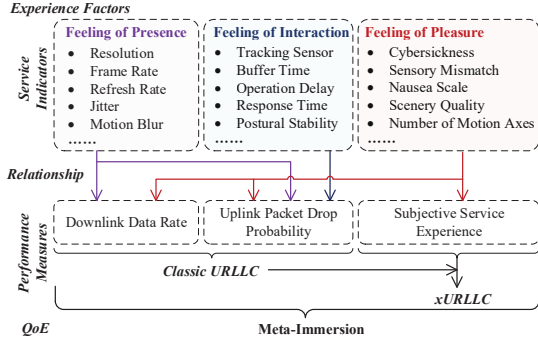 Experience Factors
Service Indicators
Feeling of Presence
• Resolution
• Frame Rate
• Refresh Rate
• Jitter
• Motion Blur
……
Feeling of Interaction
• Tracking Sensor
• Buffer Time
• Operation Delay
• Response Time
• Postural Stability
……
Feeling of Pleasure
• Cybersickness
• Sensory Mismatch
• Nausea Scale
• Scenery Quality
• Number of Motion Axes
……
Relationship
Performance Measures
Downlink Data Rate
Uplink Packet Drop
Probability
Subjective Service
Experience
Classic URLLC
xURLLC
QoE
Meta-Immersion